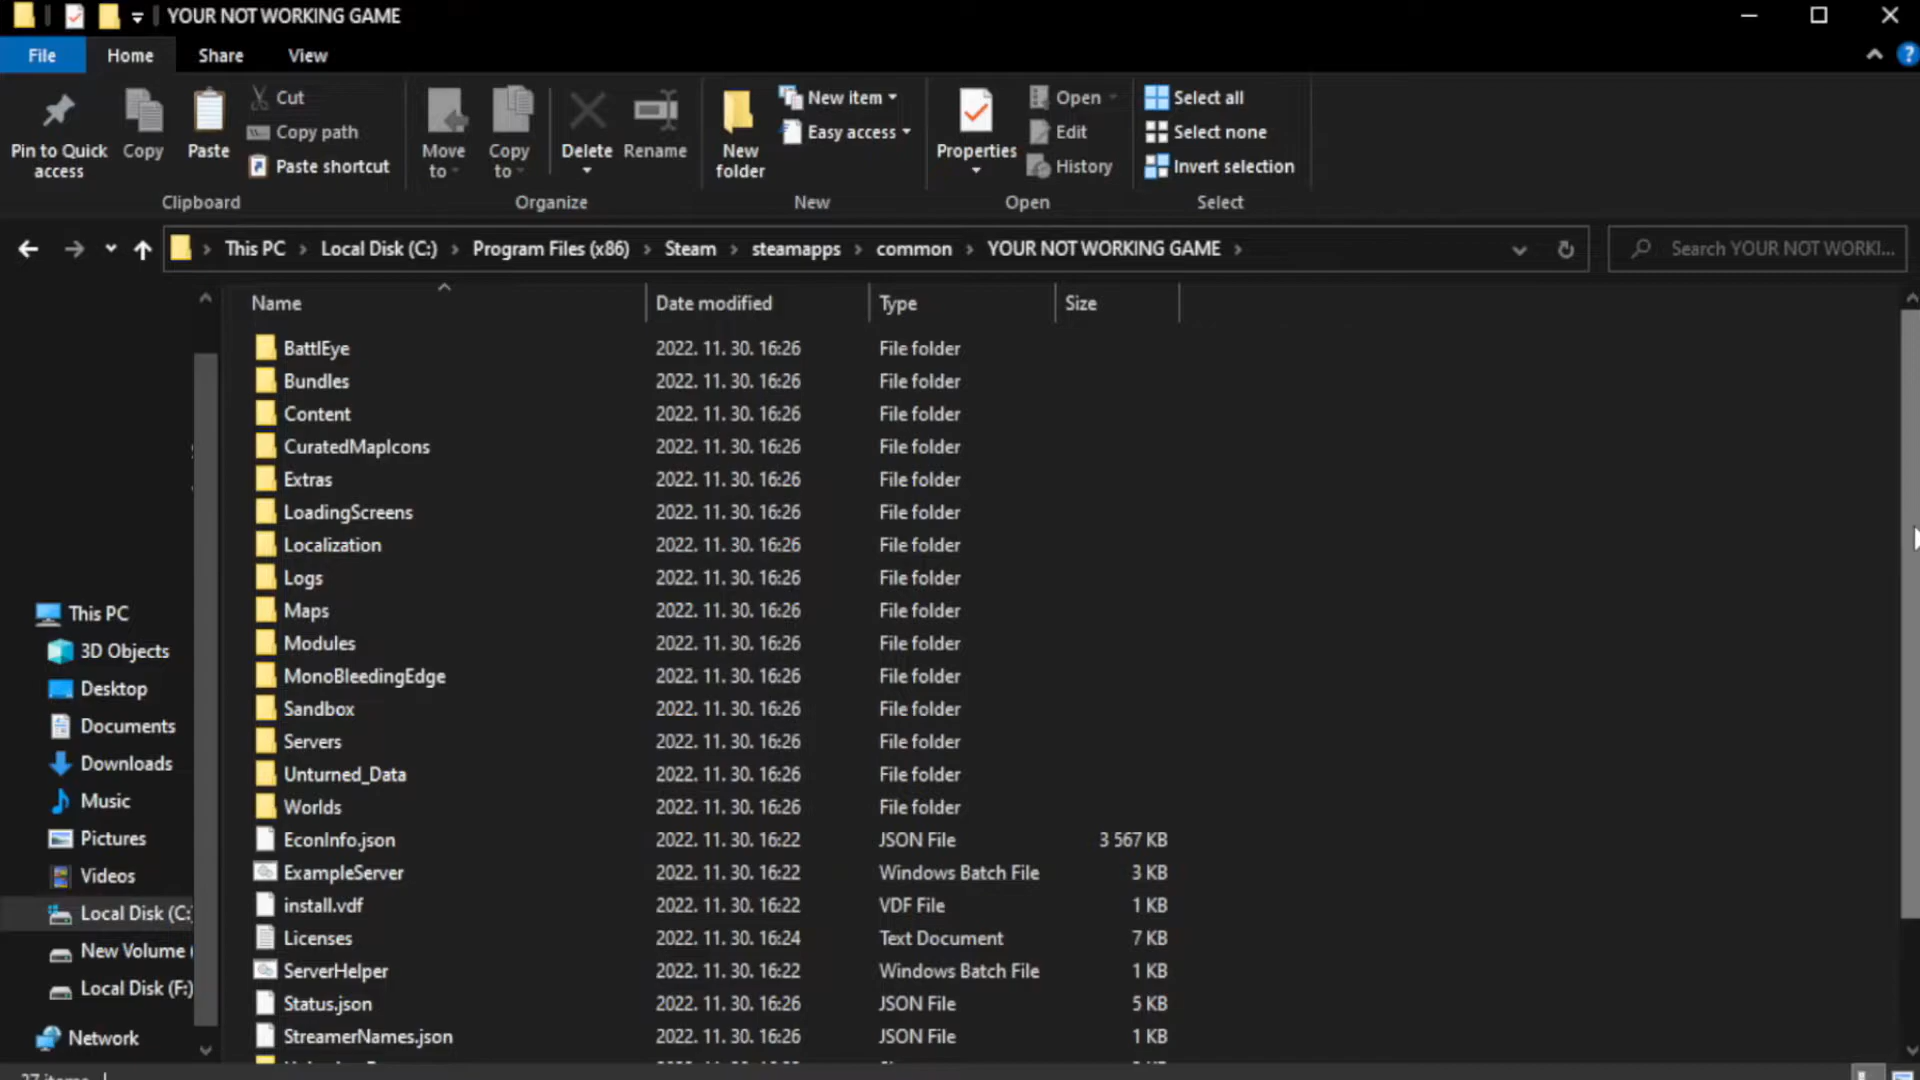 YOUR NOT WORKING GAME
File Home Share View
Pin to Quick access
Copy
Paste
Cut
Copy path
Paste shortcut
Clipboard
Move to
Copy to
Delete
Rename
Organize
New folder
New item
Easy access
New
Properties
Open
Edit
History
Open
Select all
Select none
Invert selection
Select
This PC > Local Disk (C:) > Program Files (x86) > Steam > steamapps > common > YOUR NOT WORKING GAME >
Search YOUR NOT WORKI...
This PC
3D Objects
Desktop
Documents
Downloads
Music
Pictures
Videos
Local Disk (C:)
New Volume (
Local Disk (F:)
Network
Name Date modified Type Size
BattlEye 2022. 11. 30. 16:26 File folder
Bundles 2022. 11. 30. 16:26 File folder
Content 2022. 11. 30. 16:26 File folder
CuratedMapIcons 2022. 11. 30. 16:26 File folder
Extras 2022. 11. 30. 16:26 File folder
LoadingScreens 2022. 11. 30. 16:26 File folder
Localization 2022. 11. 30. 16:26 File folder
Logs 2022. 11. 30. 16:26 File folder
Maps 2022. 11. 30. 16:26 File folder
Modules 2022. 11. 30. 16:26 File folder
MonoBleedingEdge 2022. 11. 30. 16:26 File folder
Sandbox 2022. 11. 30. 16:26 File folder
Servers 2022. 11. 30. 16:26 File folder
Unturned_Data 2022. 11. 30. 16:26 File folder
Worlds 2022. 11. 30. 16:26 File folder
EconInfo.json 2022. 11. 30. 16:22 JSON File 3 567 KB
ExampleServer 2022. 11. 30. 16:22 Windows Batch File 3 KB
install.vdf 2022. 11. 30. 16:22 VDF File 1 KB
Licenses 2022. 11. 30. 16:24 Text Document 7 KB
ServerHelper 2022. 11. 30. 16:22 Windows Batch File 1 KB
Status.json 2022. 11. 30. 16:26 JSON File 5 KB
StreamerNames.json 2022. 11. 30. 16:26 JSON File 1 KB